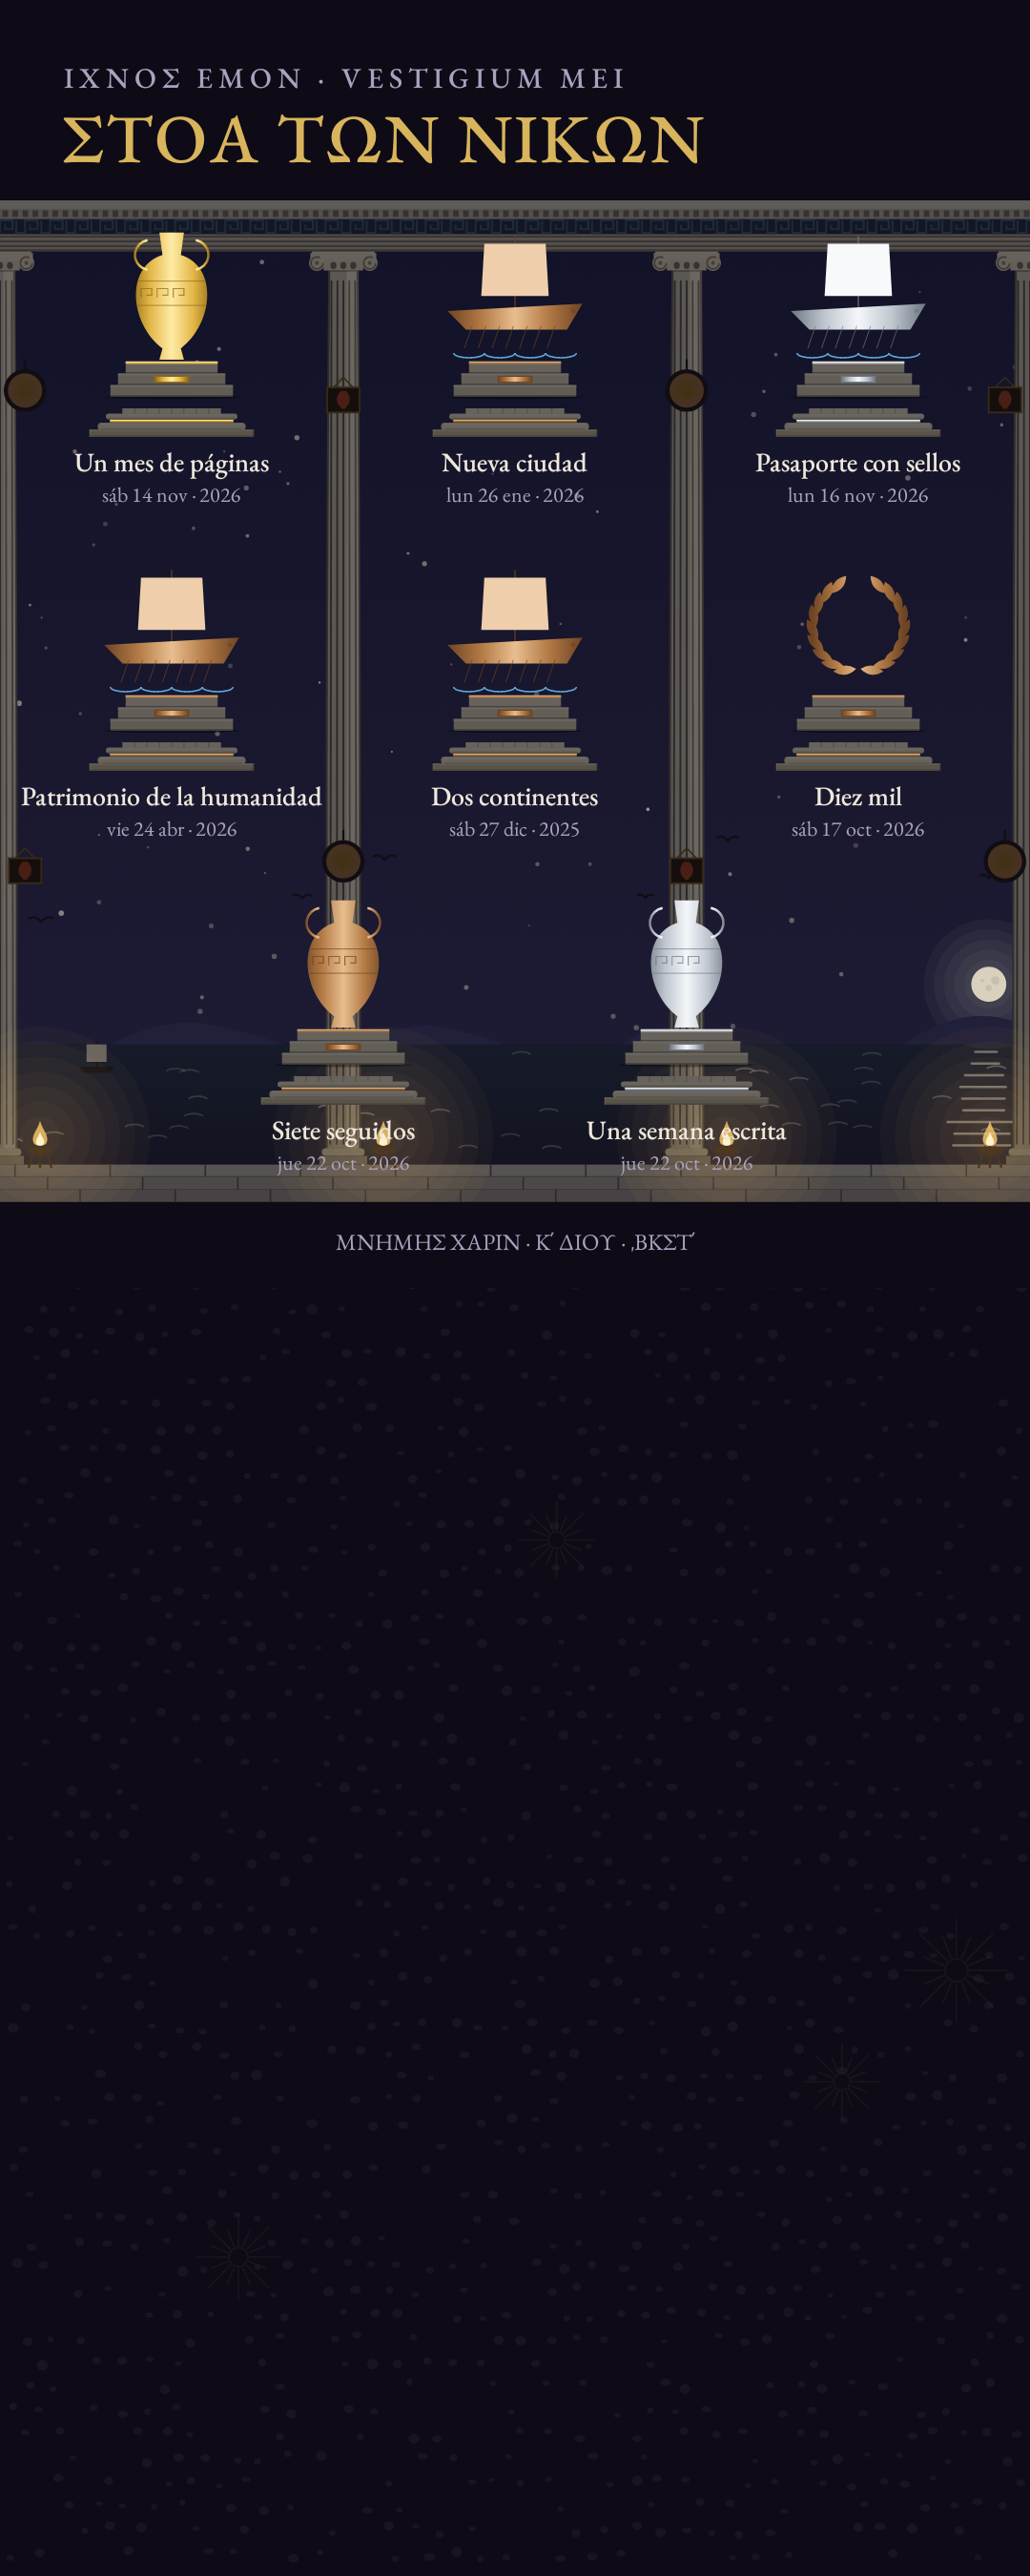 ΙΧΝΟΣ ΕΜΟΝ · VESTIGIUM MEI
ΣΤΟΑ ΤΩΝ ΝΙΚΩΝ
Un mes de páginas
sáb 14 nov · 2026
Nueva ciudad
lun 26 ene · 2026
Pasaporte con sellos
lun 16 nov · 2026
Patrimonio de la humanidad
vie 24 abr · 2026
Dos continentes
sáb 27 dic · 2025
Diez mil
sáb 17 oct · 2026
Siete seguidos
jue 22 oct · 2026
Una semana escrita
jue 22 oct · 2026
ΜΝΗΜΗΣ ΧΑΡΙΝ · Κʹ ΔΙΟΥ · ͵ΒΚΣΤʹ